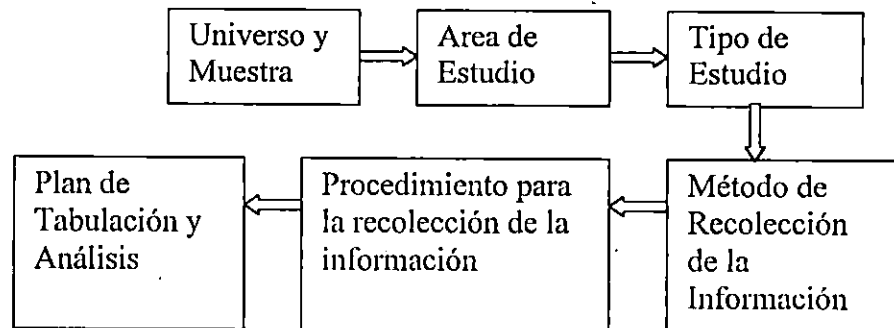 Universo y
Muestra
Area de
Estudio
Tipo de
Estudio
Método de
Recolección
de la
Información
Procedimiento para
la recolección de la
información
Plan de
Tabulación y
Análisis